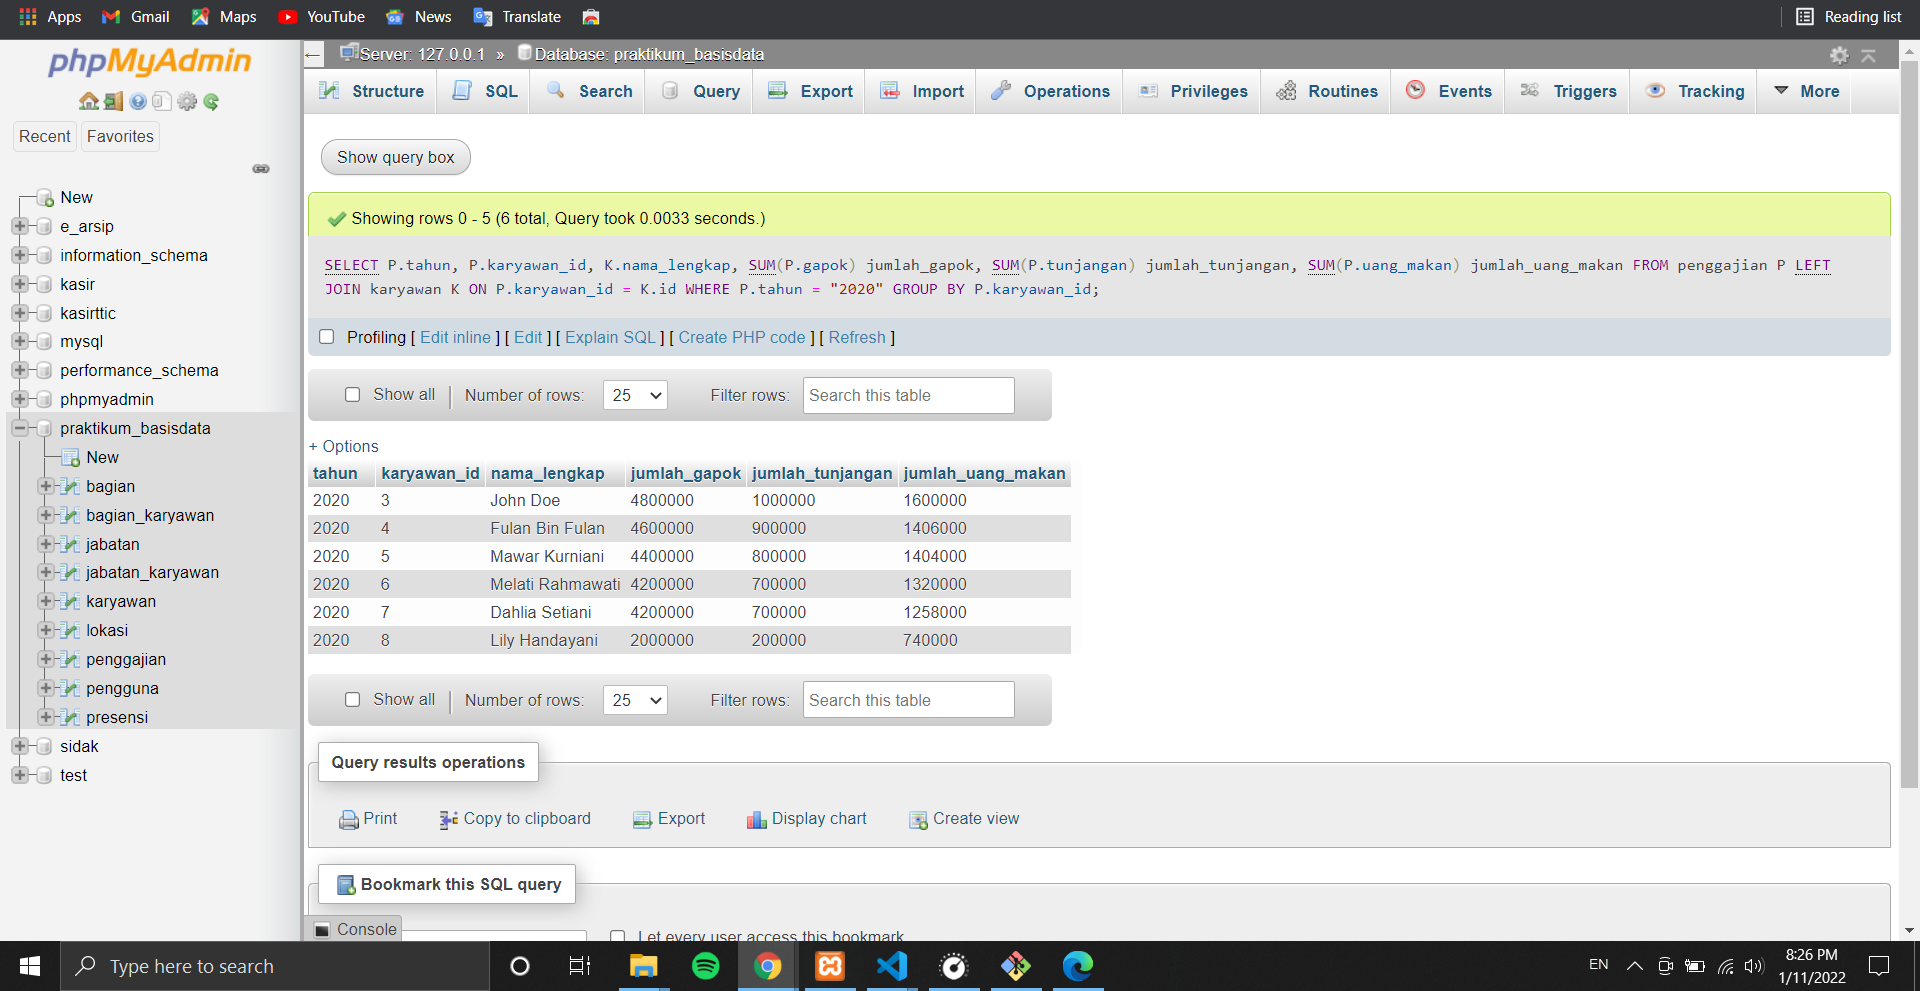 Apps Gmail Maps YouTube News Translate Reading list
phpMyAdmin
Recent Favorites
New
e_arsip
information_schema
kasir
kasirttic
mysql
performance_schema
phpmyadmin
praktikum_basisdata
New
bagian
bagian_karyawan
jabatan
jabatan_karyawan
karyawan
lokasi
penggajian
pengguna
presensi
sidak
test
Server: 127.0.0.1 » Database: praktikum_basisdata
Structure SQL Search Query Export Import Operations Privileges Routines Events Triggers Tracking More
Show query box
Showing rows 0 - 5 (6 total, Query took 0.0033 seconds.)
SELECT P.tahun, P.karyawan_id, K.nama_lengkap, SUM(P.gapok) jumlah_gapok, SUM(P.tunjangan) jumlah_tunjangan, SUM(P.uang_makan) jumlah_uang_makan FROM penggajian P LEFT
JOIN karyawan K ON P.karyawan_id = K.id WHERE P.tahun = "2020" GROUP BY P.karyawan_id;
Profiling [ Edit inline ] [ Edit ] [ Explain SQL ] [ Create PHP code ] [ Refresh ]
Show all Number of rows: 25 Filter rows: Search this table
+ Options
tahun karyawan_id nama_lengkap jumlah_gapok jumlah_tunjangan jumlah_uang_makan
2020 3 John Doe 4800000 1000000 1600000
2020 4 Fulan Bin Fulan 4600000 900000 1406000
2020 5 Mawar Kurniani 4400000 800000 1404000
2020 6 Melati Rahmawati 4200000 700000 1320000
2020 7 Dahlia Setiani 4200000 700000 1258000
2020 8 Lily Handayani 2000000 200000 740000
Show all Number of rows: 25 Filter rows: Search this table
Query results operations
Print Copy to clipboard Export Display chart Create view
Bookmark this SQL query
Console
Let every user access this bookmark
Type here to search
EN
8:26 PM
1/11/2022